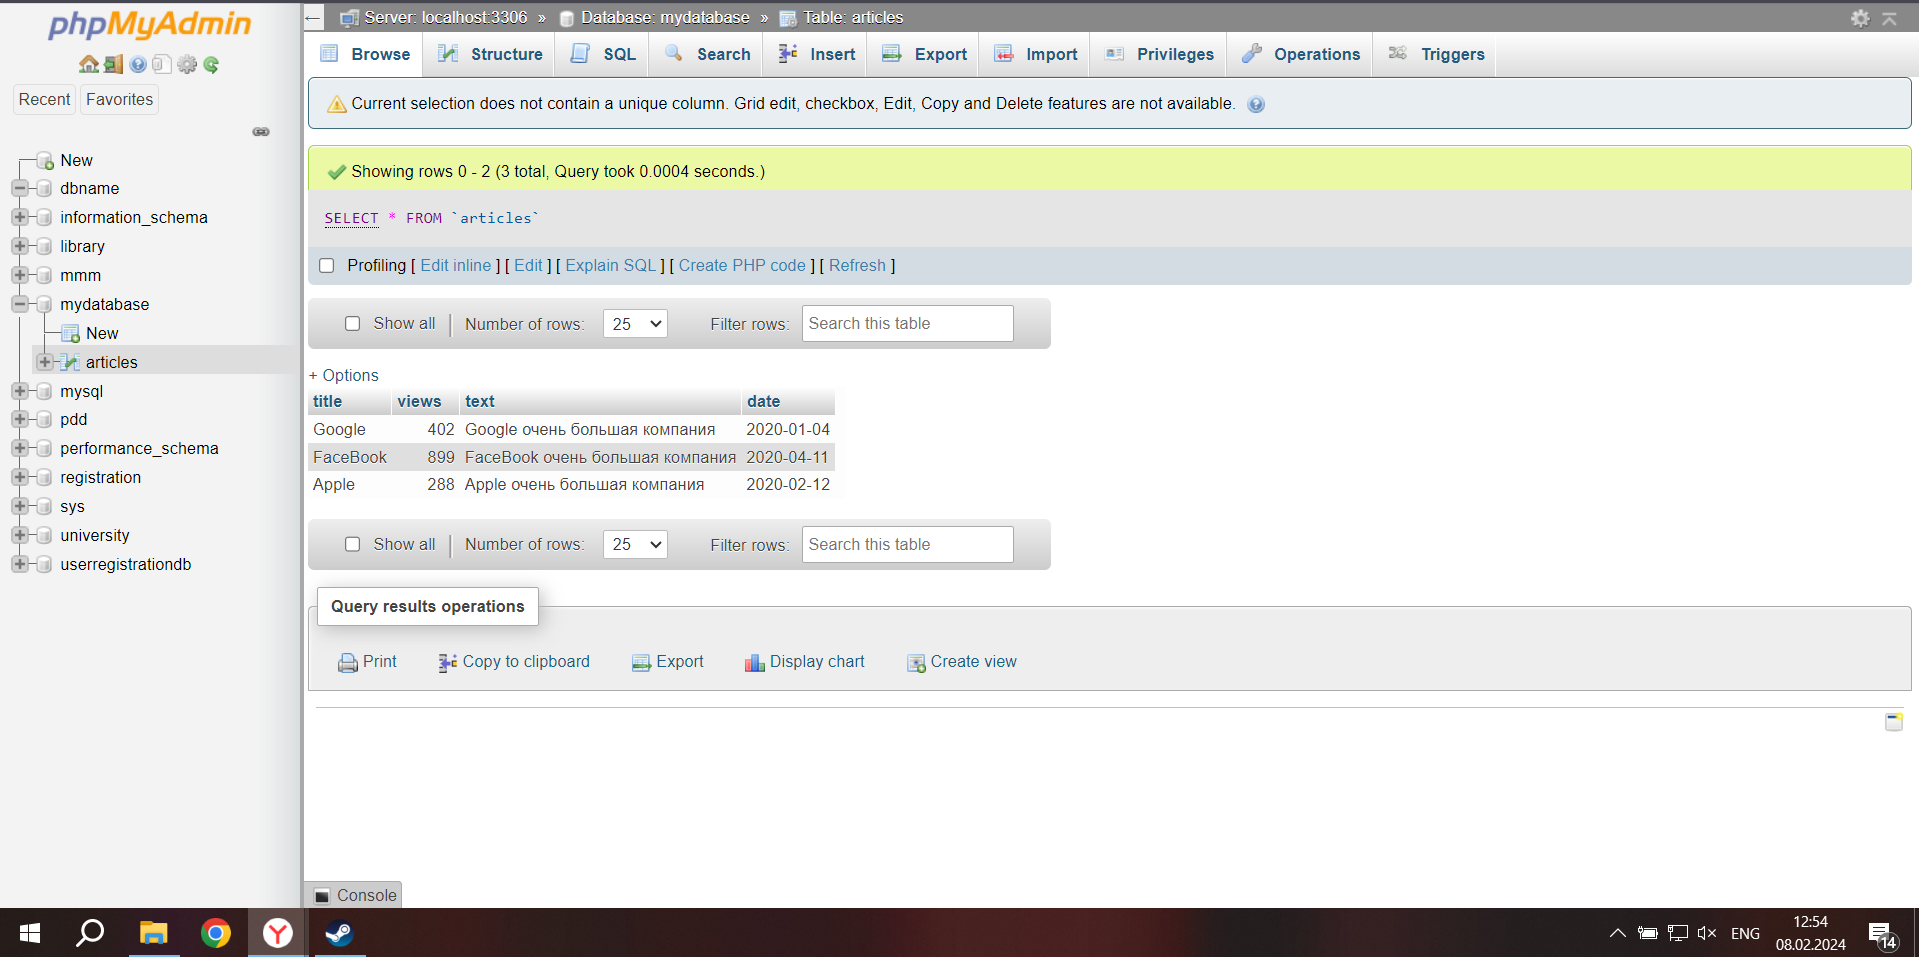 phpMyAdmin
Recent Favorites
New
dbname
information_schema
library
mmm
mydatabase
New
articles
mysql
pdd
performance_schema
registration
sys
university
userregistrationdb
Server: localhost:3306 » Database: mydatabase » Table: articles
Browse Structure SQL Search Insert Export Import Privileges Operations Triggers
Current selection does not contain a unique column. Grid edit, checkbox, Edit, Copy and Delete features are not available.
Showing rows 0 - 2 (3 total, Query took 0.0004 seconds.)
SELECT * FROM `articles`
Profiling [ Edit inline ] [ Edit ] [ Explain SQL ] [ Create PHP code ] [ Refresh ]
Show all | Number of rows: 25 Filter rows: Search this table
+ Options
title views text date
Google 402 Google очень большая компания 2020-01-04
FaceBook 899 FaceBook очень большая компания 2020-04-11
Apple 288 Apple очень большая компания 2020-02-12
Show all | Number of rows: 25 Filter rows: Search this table
Query results operations
Print Copy to clipboard Export Display chart Create view
Console
ENG
12:54
08.02.2024
14